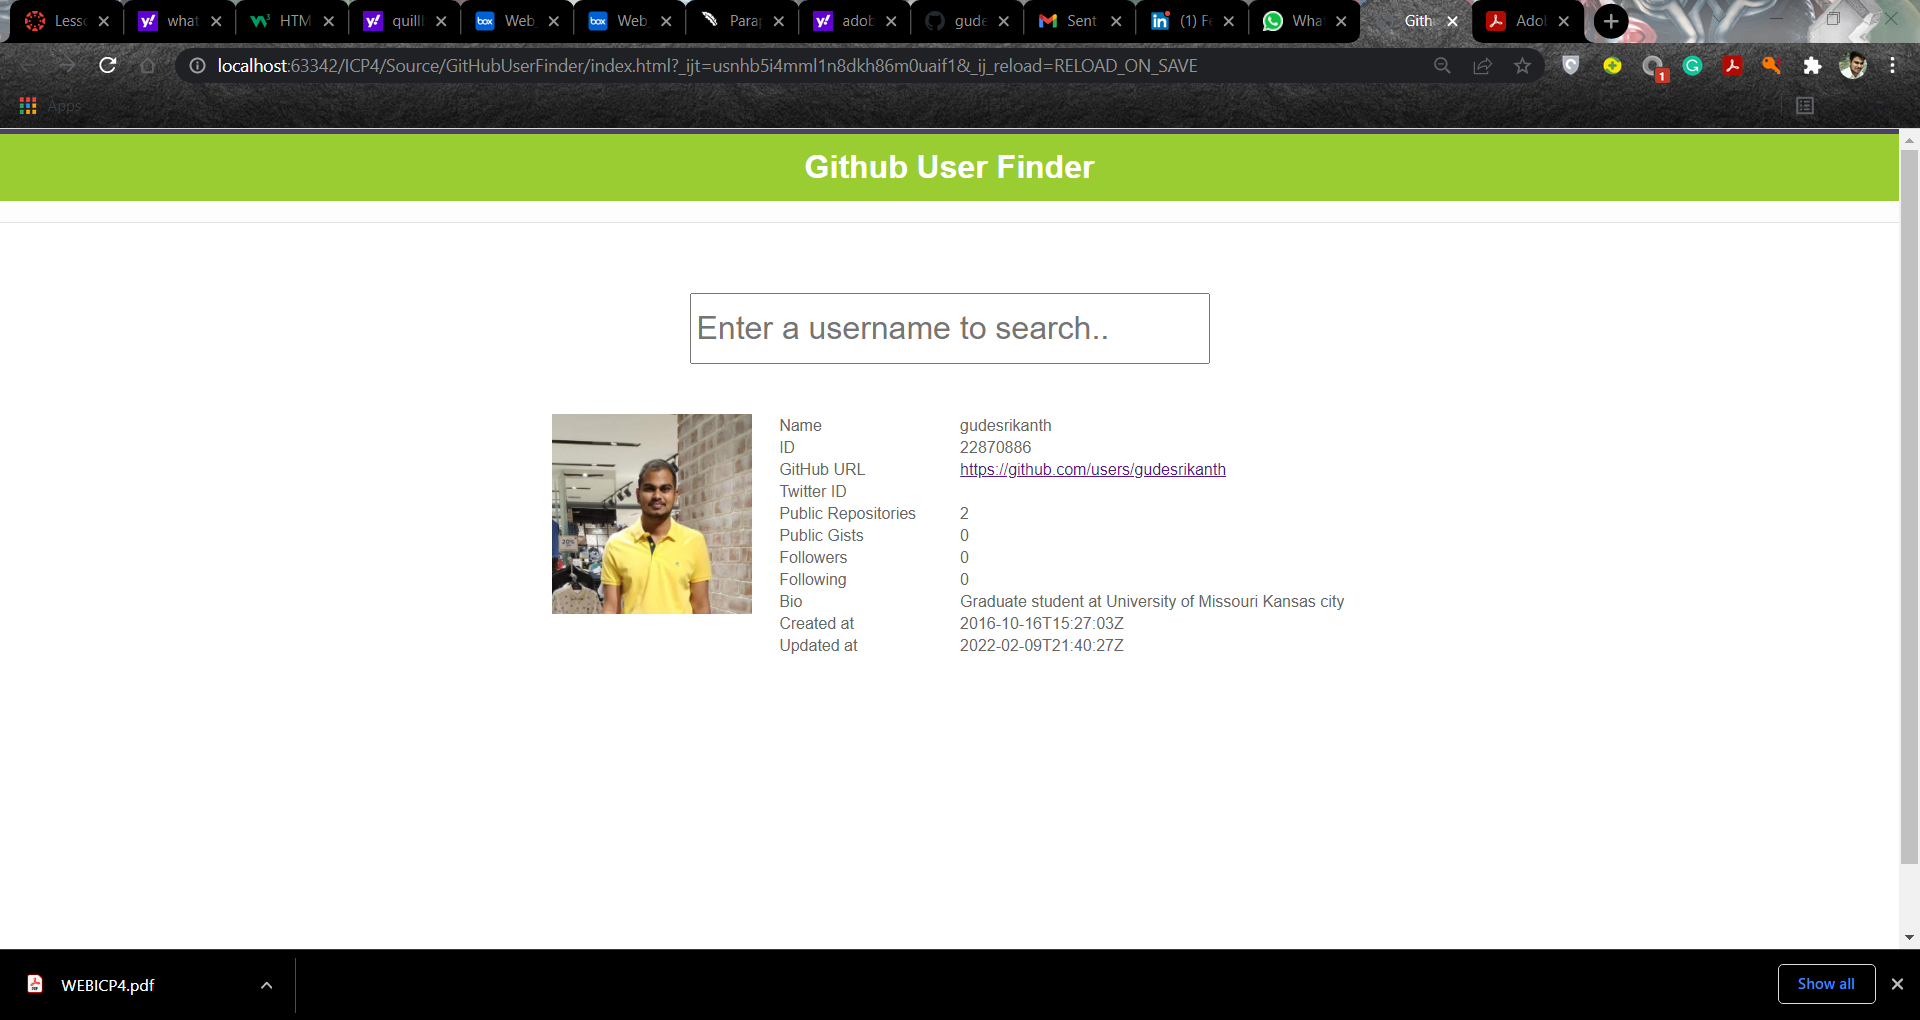 Less
what
HTM
quill
Web
Web
Para
adob
gude
Sent
(1) Fe
What
Gith
Adob
localhost:63342/ICP4/Source/GitHubUserFinder/index.html?_ijt=usnhb5i4mml1n8dkh86m0uaif1&_ij_reload=RELOAD_ON_SAVE
1
Apps
Github User Finder
Enter a username to search..
Name gudesrikanth
ID 22870886
GitHub URL https://github.com/users/gudesrikanth
Twitter ID
Public Repositories 2
Public Gists 0
Followers 0
Following 0
Bio Graduate student at University of Missouri Kansas city
Created at 2016-10-16T15:27:03Z
Updated at 2022-02-09T21:40:27Z
WEBICP4.pdf
Show all